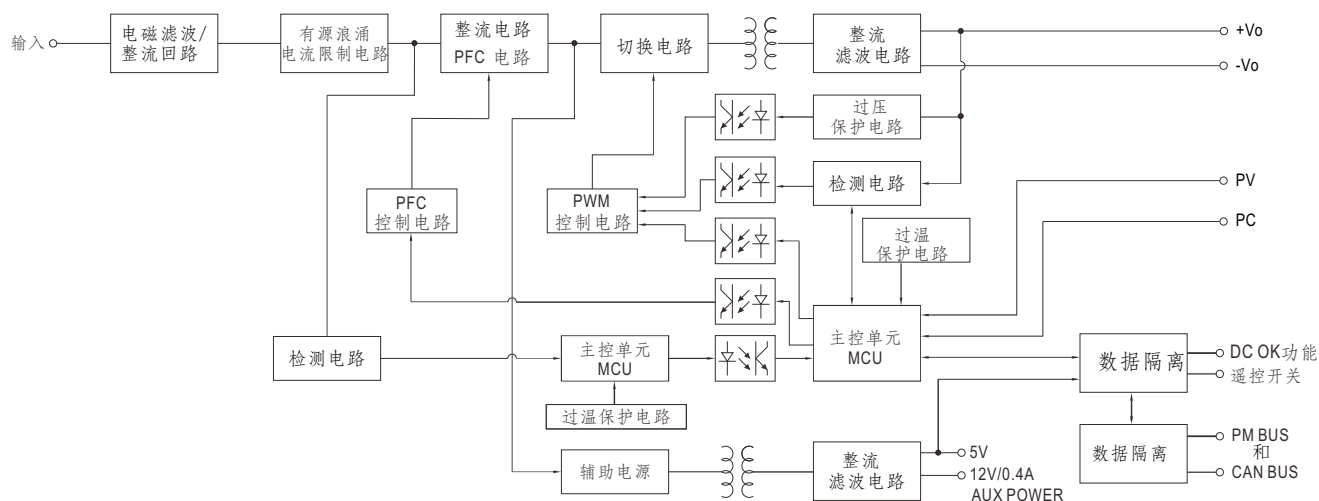 输入
电磁滤波/
整流回路
有源浪涌
电流限制电路
整流电路
PFC 电路
切换电路
整流
滤波电路
+Vo
-Vo
过压
保护电路
PFC
控制电路
PWM
控制电路
检测电路
PV
过温
保护电路
PC
检测电路
主控单元
MCU
主控单元
MCU
数据隔离
DC OK功能
遥控开关
过温保护电路
数据隔离
PM BUS
和
CAN BUS
辅助电源
整流
滤波电路
5V
12V/0.4A
AUX POWER